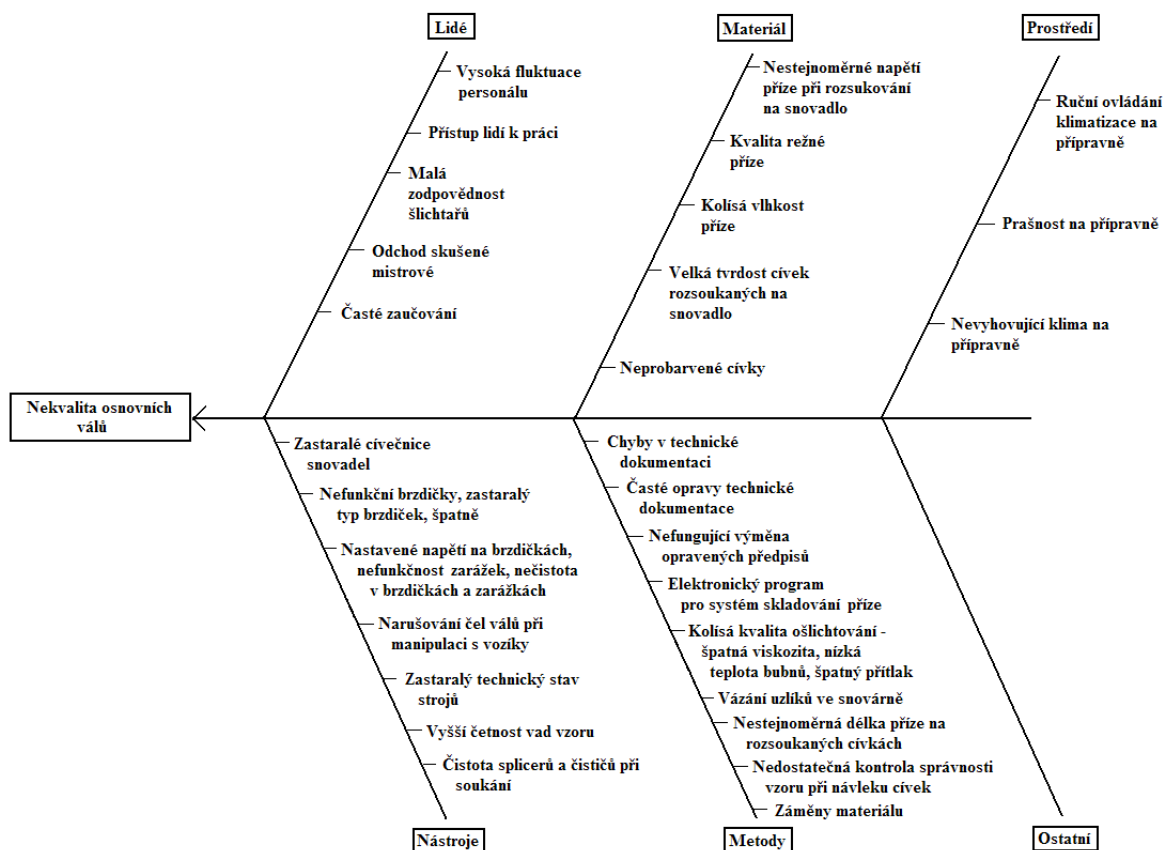 Lidé
Materiál
Prostředí
Vysoká fluktuace
personálu
Přístup lidí k práci
Malá
zodpovědnost
šlichtařů
Odchod skušené
mistrové
Časté zaučování
Nestejnoměrné napětí
příze při rozsukování
na snovadlo
Kvalita režné
příze
Kolísá vlhkost
příze
Velká tvrdost cívek
rozsoukaných na
snovadlo
Neprobarvené cívky
Ruční ovládání
klimatizace na
přípravně
Prašnost na přípravně
Nevyhovující klima na
přípravně
Nekvalita osnovních
válů
Zastaralé cívečnice
snovadel
Nefunkční brzdičky, zastaralý
typ brzdiček, špatně
Nastavené napětí na brzdičkách,
nefunkčnost zarážek, nečistota
v brzdičkách a zarážkách
Narušování čel válů při
manipulaci s vozíky
Zastaralý technický stav
strojů
Vyšší četnost vad vzoru
Čistota splicerů a čističů při
soukání
Chyby v technické
dokumentaci
Časté opravy technické
dokumentace
Nefungující výměna
opravených předpisů
Elektronický program
pro systém skladování příze
Kolísá kvalita ošlichtování -
špatná viskozita, nízká
teplota bubnů, špatný přítlak
Vázání uzlíků ve snovárně
Nestejnoměrná délka příze na
rozsoukaných cívkách
Nedostatečná kontrola správnosti
vzoru při návleku cívek
Záměny materiálu
Nástroje
Metody
Ostatní